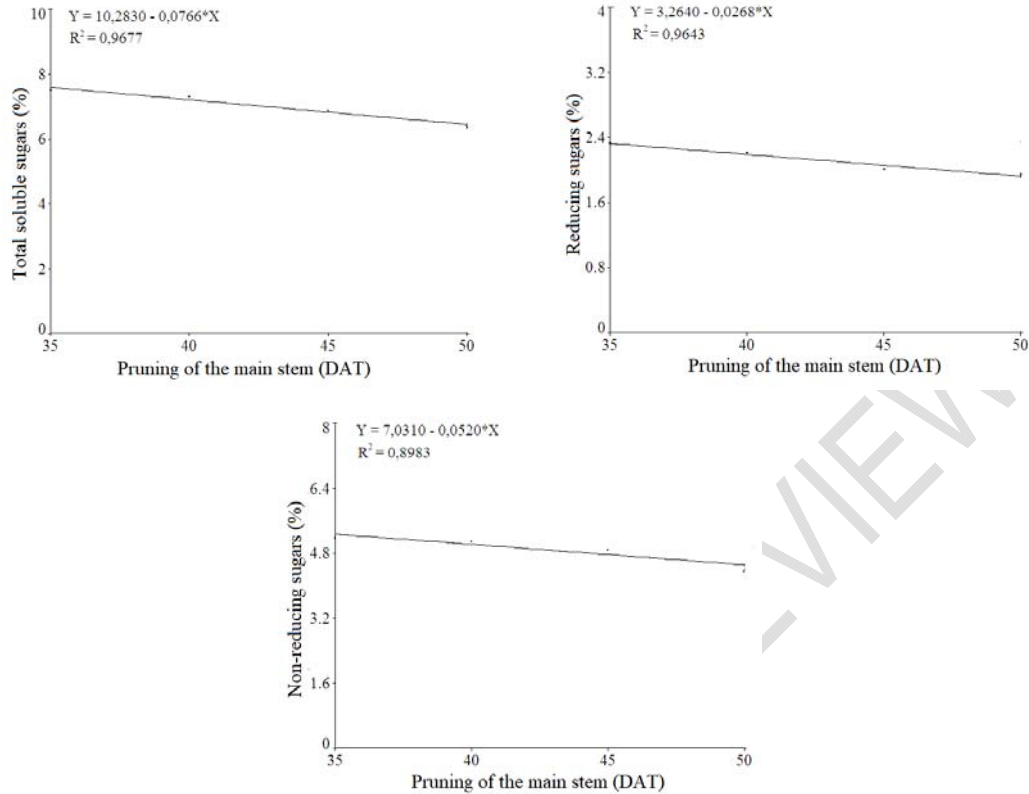 Y = 10,2830 - 0,0766*X
R² = 0,9677
10
8
6
4
2
0
35 40 45 50
Total soluble sugars (%)
Pruning of the main stem (DAT)
Y = 3,2640 - 0,0268*X
R² = 0,9643
4
3.2
2.4
1.6
0.8
0
35 40 45 50
Reducing sugars (%)
Pruning of the main stem (DAT)
Y = 7,0310 - 0,0520*X
R² = 0,8983
8
6.4
4.8
3.2
1.6
0
35 40 45 50
Non-reducing sugars (%)
Pruning of the main stem (DAT)
VIEW